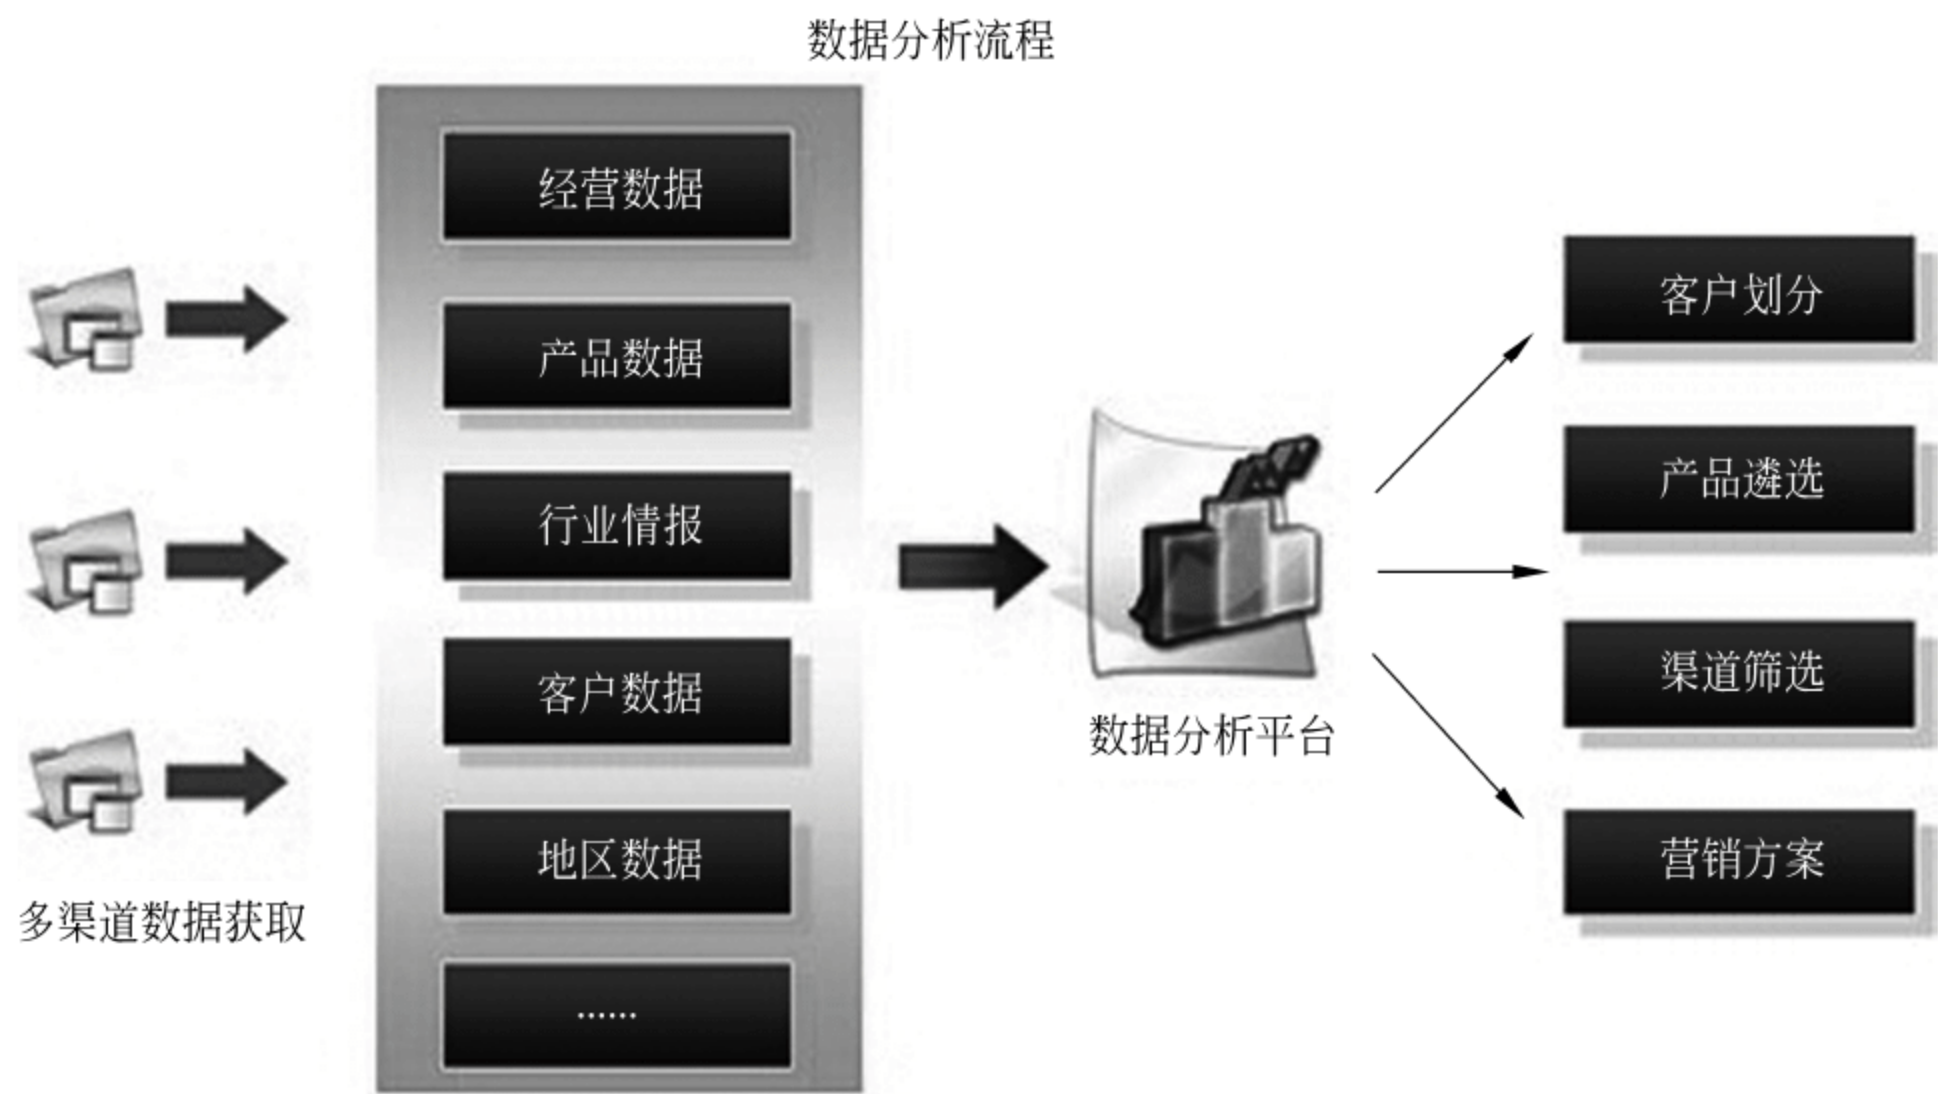 数据分析流程
经营数据
产品数据
行业情报
客户数据
地区数据
……
多渠道数据获取
数据分析平台
客户划分
产品遴选
渠道筛选
营销方案